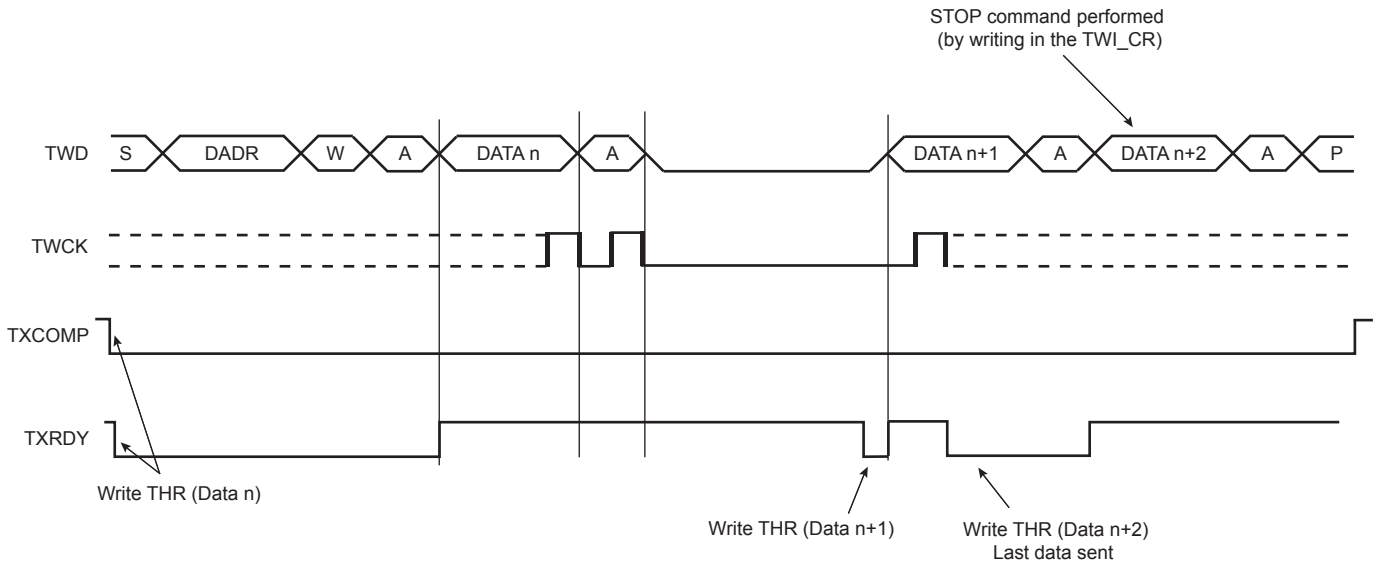 STOP command performed
(by writing in the TWI_CR)
TWD S DADR W A DATA n A DATA n+1 A DATA n+2 A P
TWCK
TXCOMP
TXRDY
Write THR (Data n)
Write THR (Data n+1)
Write THR (Data n+2)
Last data sent